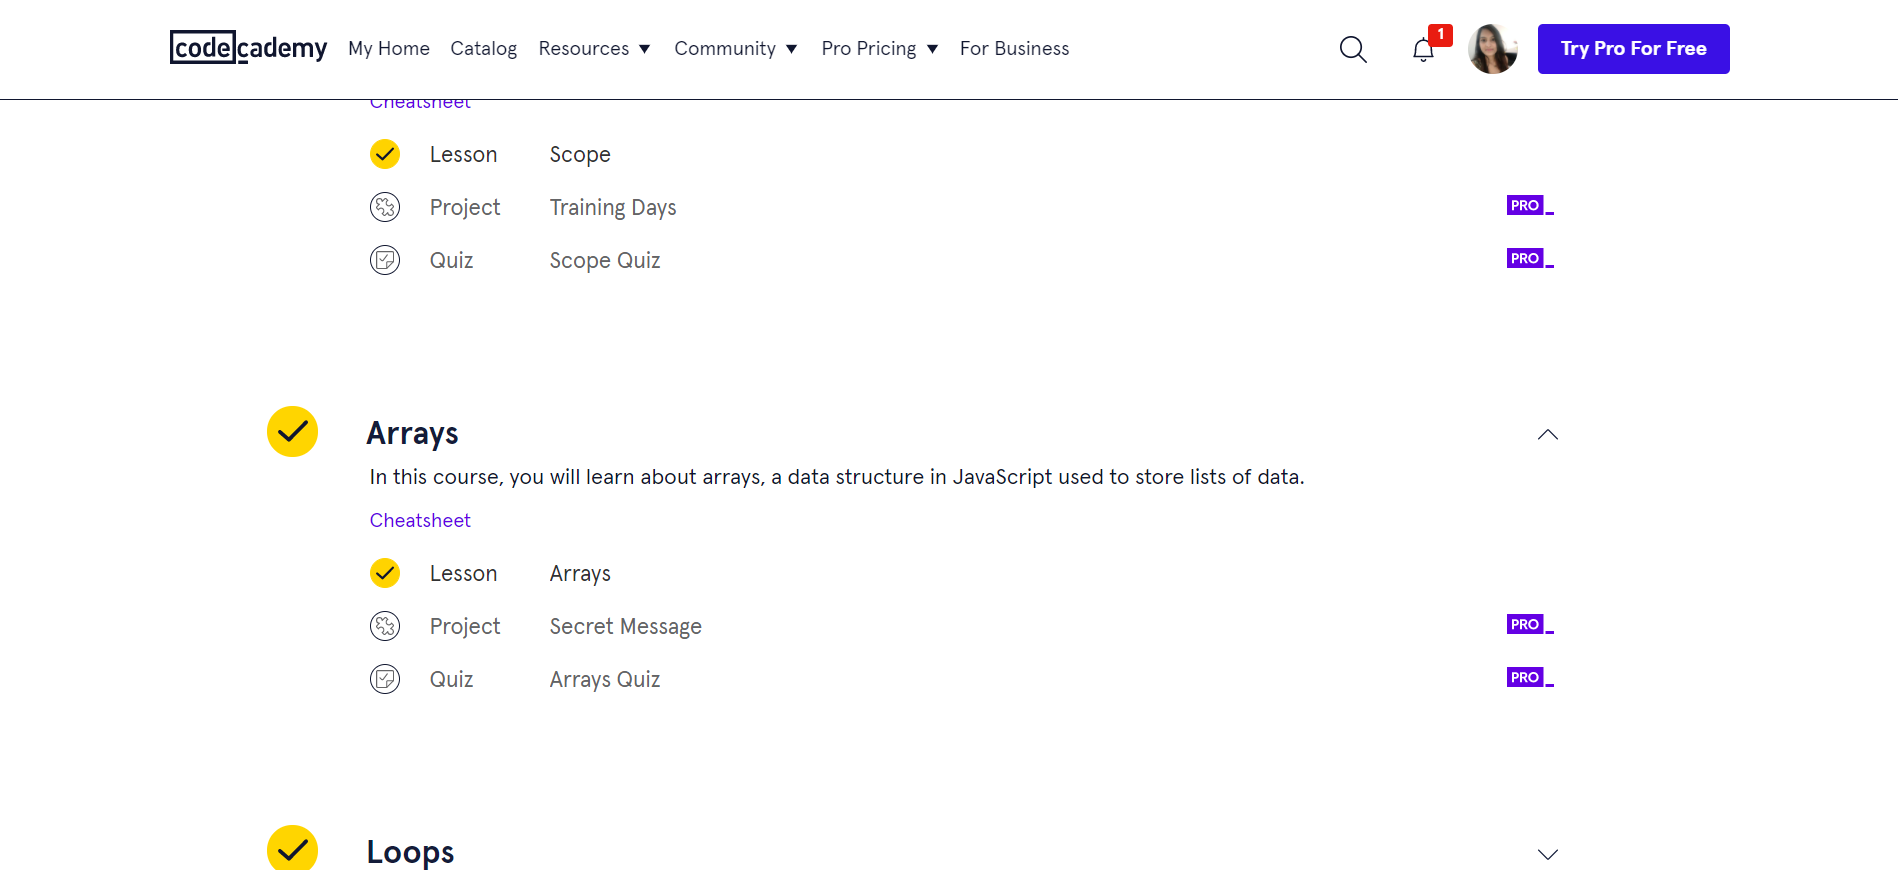 codecademy My Home Catalog Resources Community Pro Pricing For Business 1 Try Pro For Free
Cheatsheet
Lesson Scope
Project Training Days PRO
Quiz Scope Quiz PRO
Arrays
In this course, you will learn about arrays, a data structure in JavaScript used to store lists of data.
Cheatsheet
Lesson Arrays
Project Secret Message PRO
Quiz Arrays Quiz PRO
Loops